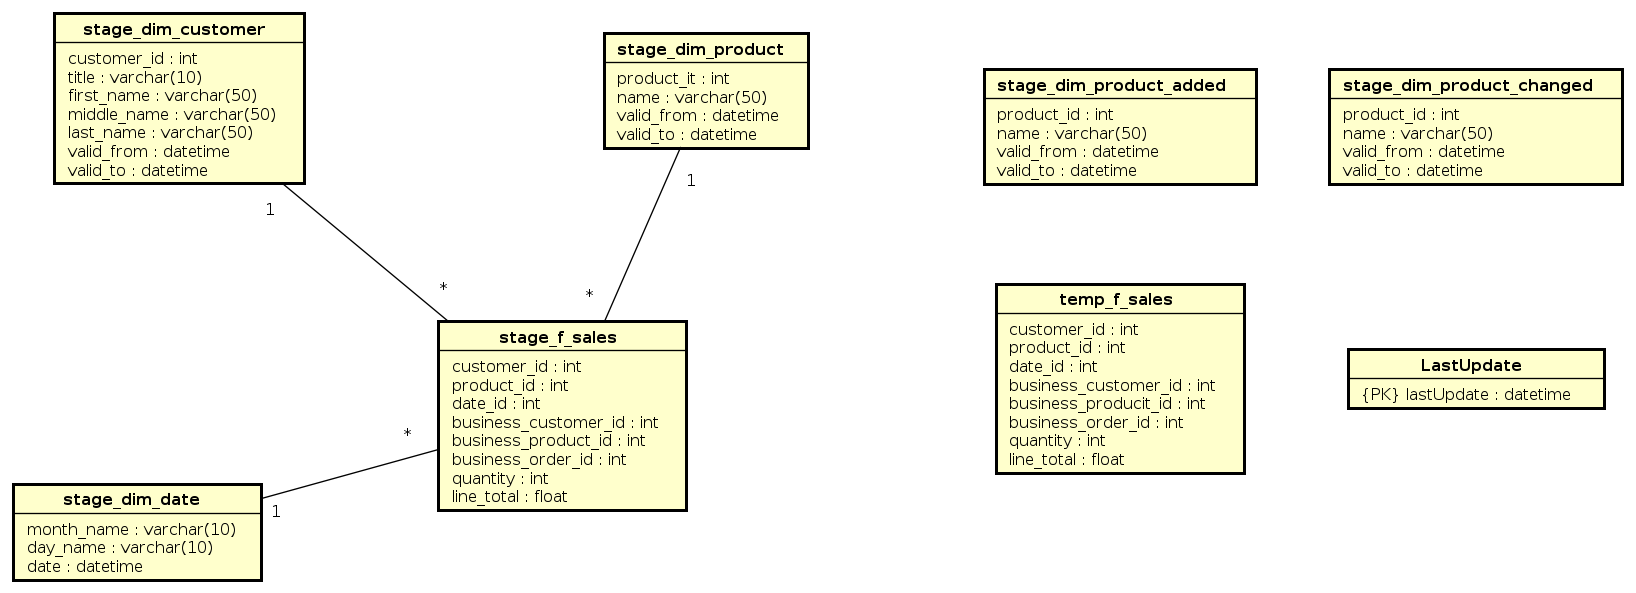 stage_dim_customer
customer_id : int
title : varchar(10)
first_name : varchar(50)
middle_name : varchar(50)
last_name : varchar(50)
valid_from : datetime
valid_to : datetime
stage_dim_product
product_it : int
name : varchar(50)
valid_from : datetime
valid_to : datetime
stage_dim_product_added
product_id : int
name : varchar(50)
valid_from : datetime
valid_to : datetime
stage_dim_product_changed
product_id : int
name : varchar(50)
valid_from : datetime
valid_to : datetime
1
1
*
*
stage_f_sales
customer_id : int
product_id : int
date_id : int
business_customer_id : int
business_product_id : int
business_order_id : int
quantity : int
line_total : float
temp_f_sales
customer_id : int
product_id : int
date_id : int
business_customer_id : int
business_producit_id : int
business_order_id : int
quantity : int
line_total : float
LastUpdate
{PK} lastUpdate : datetime
*
1
stage_dim_date
month_name : varchar(10)
day_name : varchar(10)
date : datetime